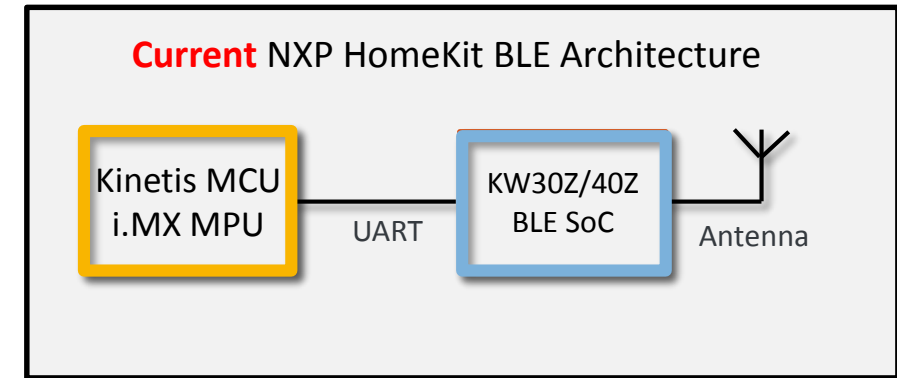 Current NXP HomeKit BLE Architecture
Kinetis MCU
i.MX MPU
UART
KW30Z/40Z
BLE SoC
Antenna